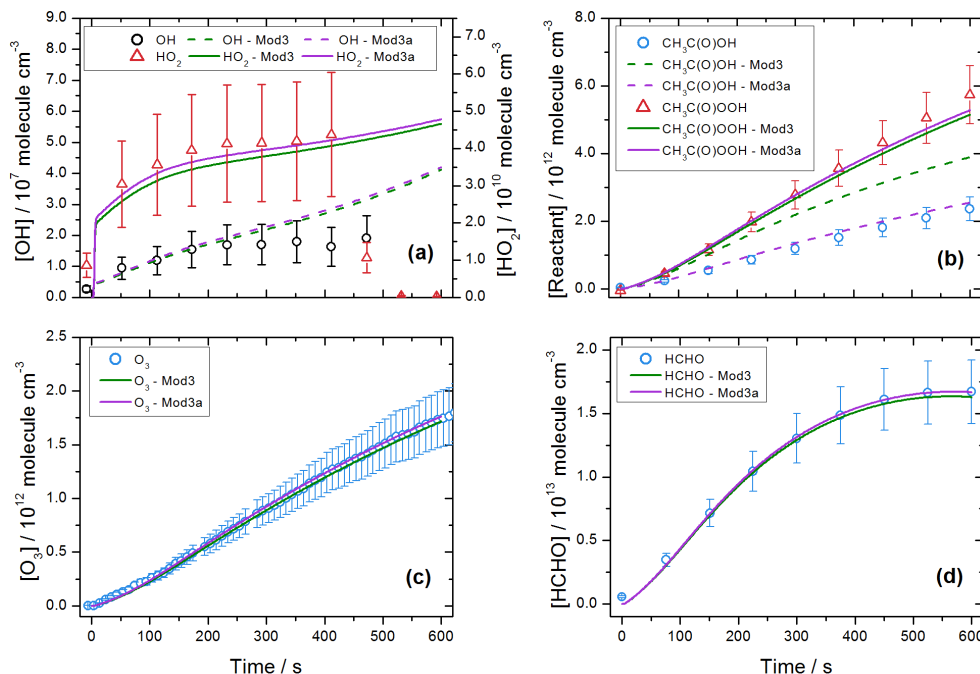 OH OH - Mod3 OH - Mod3a
HO2 HO2 - Mod3 HO2 - Mod3a
[OH] / 10^7 molecule cm^-3
9.0
8.0
7.0
6.0
5.0
4.0
3.0
2.0
1.0
0.0
[HO2] / 10^10 molecule cm^-3
7.0
6.0
5.0
4.0
3.0
2.0
1.0
0.0
(a)
CH3C(O)OH
CH3C(O)OH - Mod3
CH3C(O)OH - Mod3a
CH3C(O)OOH
CH3C(O)OOH - Mod3
CH3C(O)OOH - Mod3a
[Reactant] / 10^12 molecule cm^-3
8.0
6.0
4.0
2.0
0.0
(b)
O3
O3 - Mod3
O3 - Mod3a
[O3] / 10^12 molecule cm^-3
2.5
2.0
1.5
1.0
0.5
0.0
(c)
0 100 200 300 400 500 600
Time / s
HCHO
HCHO - Mod3
HCHO - Mod3a
[HCHO] / 10^13 molecule cm^-3
2.0
1.5
1.0
0.5
0.0
(d)
0 100 200 300 400 500 600
Time / s